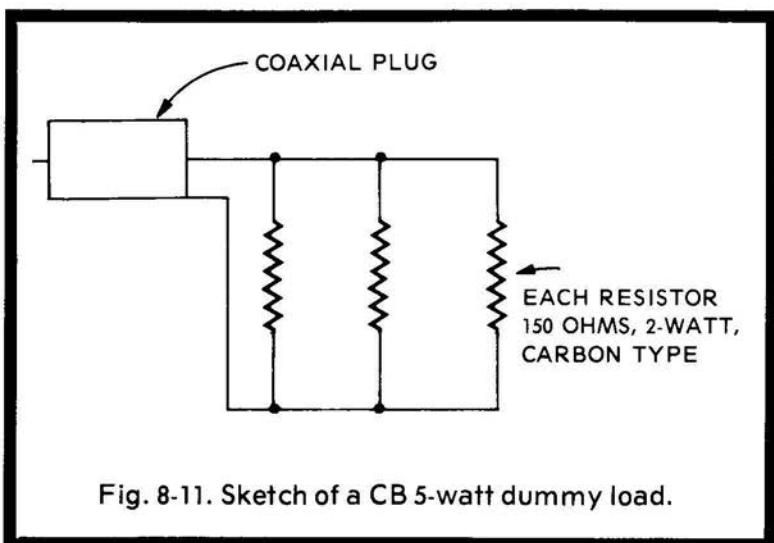 COAXIAL PLUG
EACH RESISTOR
150 OHMS, 2-WATT,
CARBON TYPE
Fig. 8-11. Sketch of a CB 5-watt dummy load.